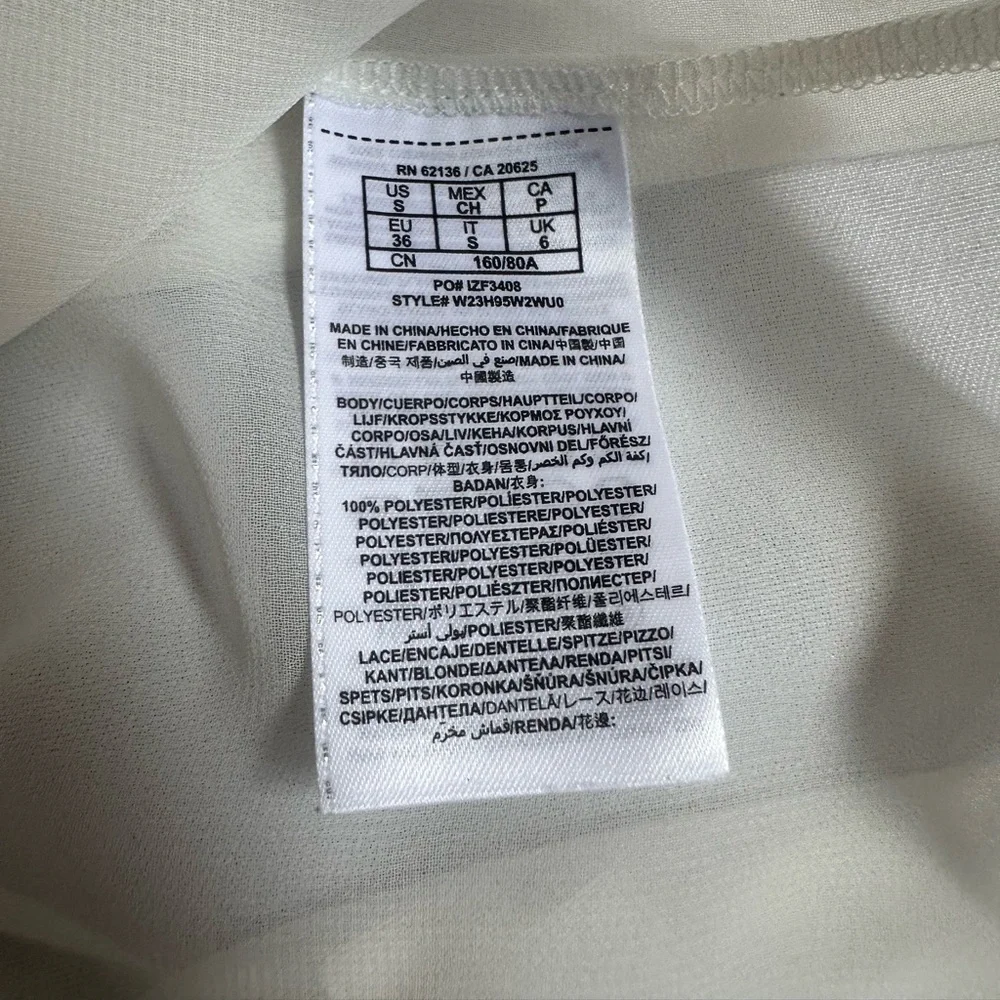 RN 62136 / CA 20625
US S MEX CH CA P
EU 36 IT S UK 6
CN 160/80A
PO# IZF3408
STYLE# W23H95W2WU0
MADE IN CHINA/HECHO EN CHINA/FABRIQUE
EN CHINE/FABBRICATO IN CINA/中国製/中国
制造/중국 제품/صنع في الصين/MADE IN CHINA/
中國製造
BODY/CUERPO/CORPS/HAUPTTEIL/CORPO/
LIJF/KROPSSTYKKE/ΚΟΡΜΟΣ ΡΟΥΧΟΥ/
CORPO/OSA/LIV/KEHA/KORPUS/HLAVNÍ
ČÁST/HLAVNÁ ČASŤ/OSNOVNI DEL/FŐRÉSZ/
ТЯЛО/CORP/体型/衣身/몸통/كفة الكم وكم الخصر/
BADAN/衣身:
100% POLYESTER/POLIÉSTER/POLYESTER/
POLYESTER/POLIESTERE/POLYESTER/
POLYESTER/ΠΟΛΥΕΣΤΕΡΑΣ/POLIÉSTER/
POLYESTERI/POLYESTER/POLÜESTER/
POLIESTER/POLYESTER/POLYESTER/
POLIESTER/POLIÉSZTER/ПОЛИЕСТЕР/
POLYESTER/ポリエステル/聚酯纤维/폴리에스테르/
بولي أستر/POLIESTER/聚酯纖維
LACE/ENCAJE/DENTELLE/SPITZE/PIZZO/
KANT/BLONDE/ΔΑΝΤΕΛΑ/RENDA/PITSI/
SPETS/PITS/KORONKA/ŠŇŮRA/ŠNÚRA/ČIPKA/
CSIPKE/ДАНТЕЛА/DANTELĂ/レース/花边/레이스/
قماش مخرّم/RENDA/花邊: